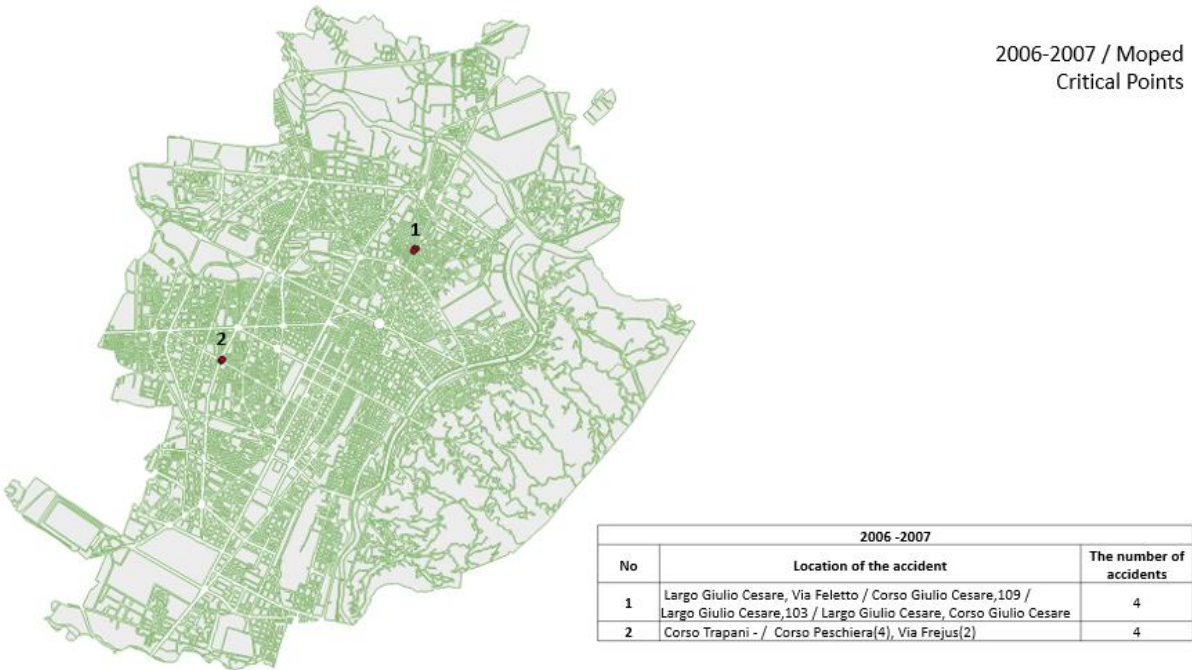 2006-2007 / Moped
Critical Points
1
2
2006 -2007
No Location of the accident The number of
accidents
1 Largo Giulio Cesare, Via Feletto / Corso Giulio Cesare,109 /
Largo Giulio Cesare,103 / Largo Giulio Cesare, Corso Giulio Cesare 4
2 Corso Trapani - / Corso Peschiera(4), Via Frejus(2) 4